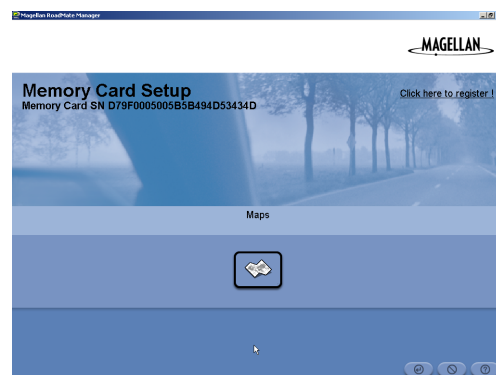 Magellan RoadMate Manager
MAGELLAN
Memory Card Setup
Click here to register !
Memory Card SN D79F0005005B5B494D53434D
Maps